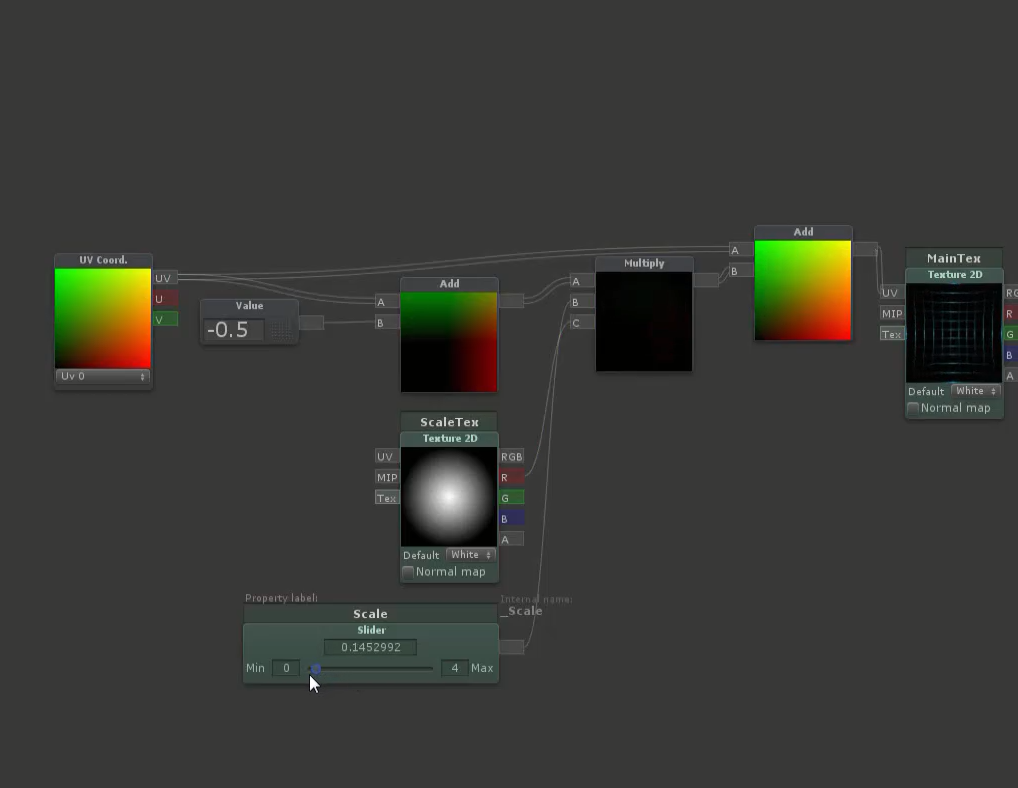 UV Coord.
UV
U
V
Uv 0
Value
-0.5
Add
A
B
Multiply
A
B
C
Add
A
B
MainTex
Texture 2D
UV
MIP
Tex
RG
R
G
B
A
Default White
Normal map
ScaleTex
Texture 2D
UV
MIP
Tex
RGB
R
G
B
A
Default White
Normal map
Property label:
Internal name:
Scale
_Scale
Slider
0.1452992
Min 0 4 Max